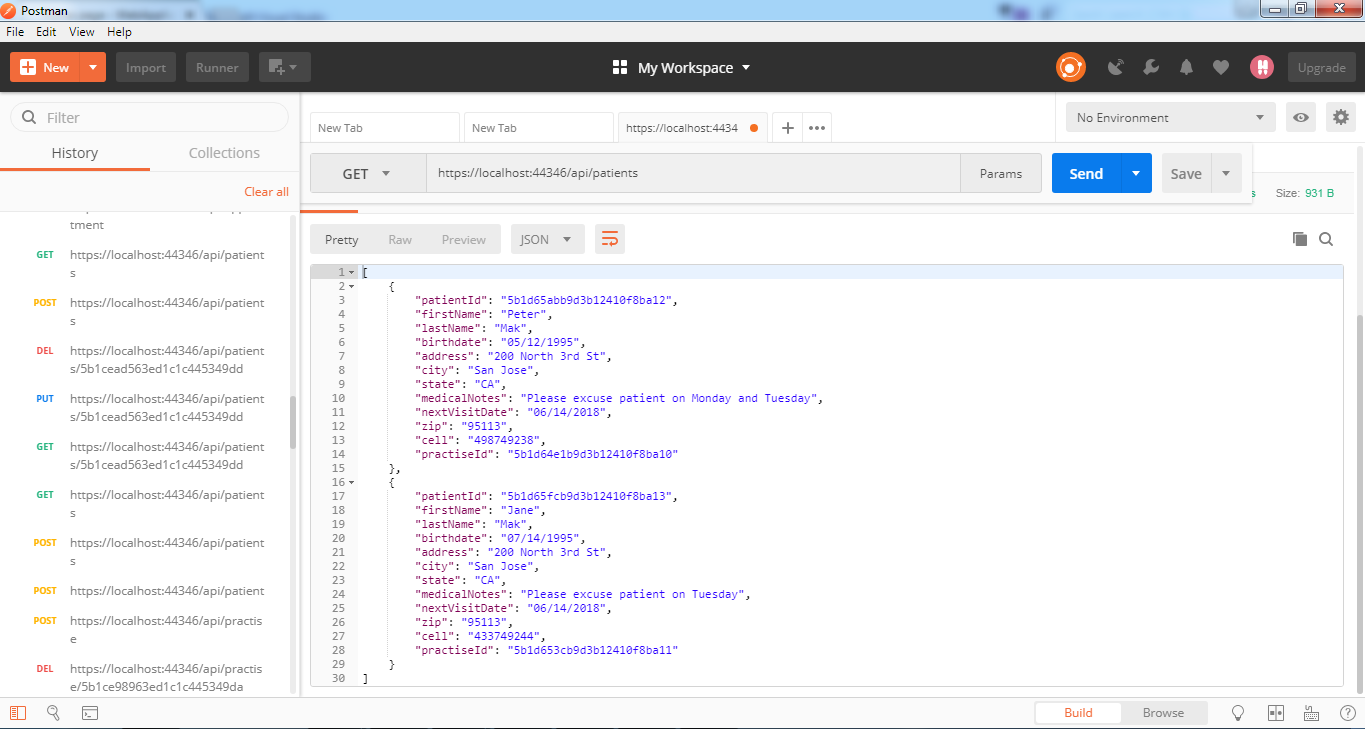 Postman
File Edit View Help
New Import Runner My Workspace Upgrade
Filter
History Collections
Clear all
tment
GET https://localhost:44346/api/patient
s
POST https://localhost:44346/api/patient
s
DEL https://localhost:44346/api/patient
s/5b1cead563ed1c1c445349dd
PUT https://localhost:44346/api/patient
s/5b1cead563ed1c1c445349dd
GET https://localhost:44346/api/patient
s/5b1cead563ed1c1c445349dd
GET https://localhost:44346/api/patient
s
POST https://localhost:44346/api/patient
s
POST https://localhost:44346/api/patient
POST https://localhost:44346/api/practis
e
DEL https://localhost:44346/api/practis
e/5b1ce98963ed1c1c445349da
New Tab New Tab https://localhost:4434 + ••• No Environment
GET https://localhost:44346/api/patients Params Send Save
s Size: 931 B
Pretty Raw Preview JSON
1 [
2 {
3 "patientId": "5b1d65abb9d3b12410f8ba12",
4 "firstName": "Peter",
5 "lastName": "Mak",
6 "birthdate": "05/12/1995",
7 "address": "200 North 3rd St",
8 "city": "San Jose",
9 "state": "CA",
10 "medicalNotes": "Please excuse patient on Monday and Tuesday",
11 "nextVisitDate": "06/14/2018",
12 "zip": "95113",
13 "cell": "498749238",
14 "practiseId": "5b1d64e1b9d3b12410f8ba10"
15 },
16 {
17 "patientId": "5b1d65fcb9d3b12410f8ba13",
18 "firstName": "Jane",
19 "lastName": "Mak",
20 "birthdate": "07/14/1995",
21 "address": "200 North 3rd St",
22 "city": "San Jose",
23 "state": "CA",
24 "medicalNotes": "Please excuse patient on Tuesday",
25 "nextVisitDate": "06/14/2018",
26 "zip": "95113",
27 "cell": "433749244",
28 "practiseId": "5b1d653cb9d3b12410f8ba11"
29 }
30 ]
Build Browse